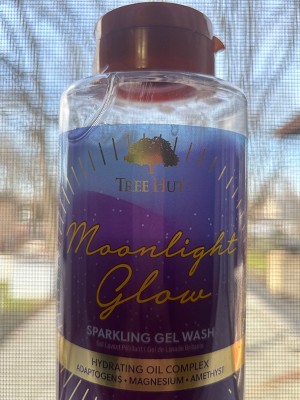 TREE HUT
Moonlight
Glow
SPARKLING GEL WASH
HYDRATING OIL COMPLEX
ADAPTOGENS • MAGNESIUM • AMETHYST